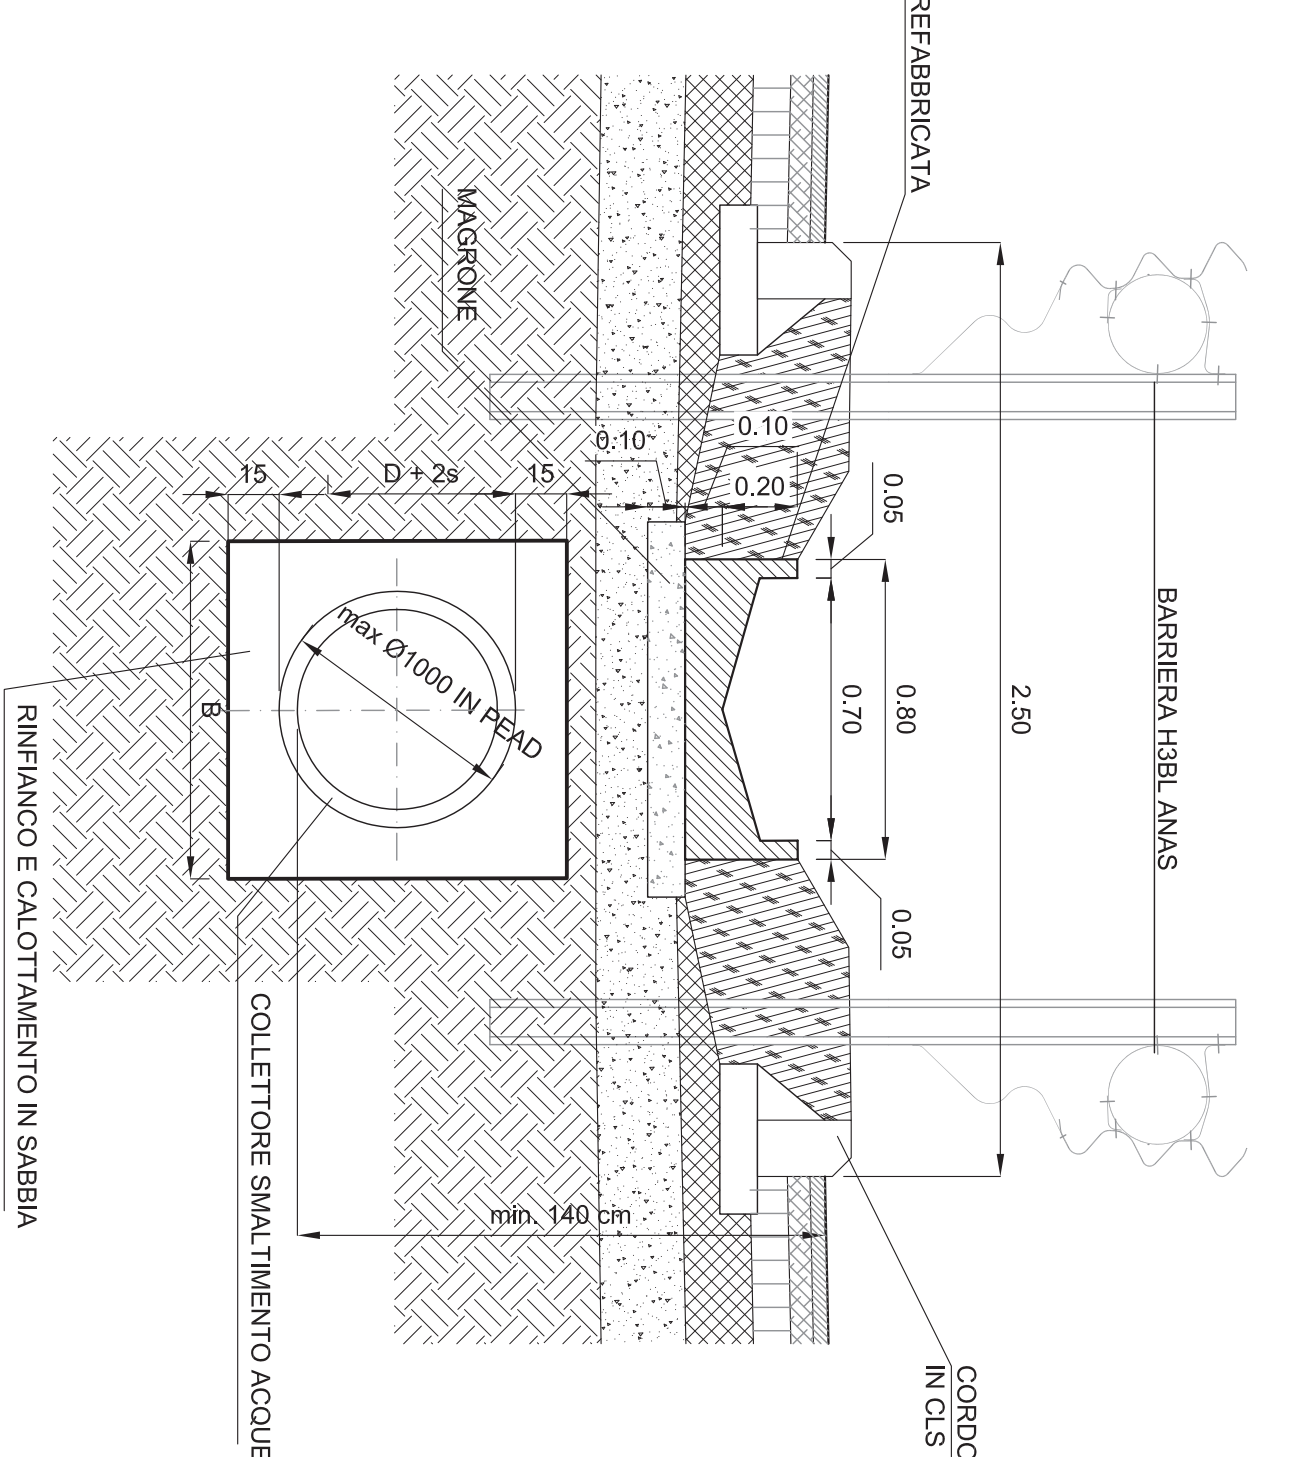 REFABBRICATA
MAGRONE
BARRIERA H3BL ANAS
2.50
0.80
0.70
0.05
0.05
0.10
0.20
0.10
15
D + 2s
15
B
max Ø1000 IN PEAD
min. 140 cm
CORDO
IN CLS
COLLETTORE SMALTIMENTO ACQUE
RINFIANCO E CALOTTAMENTO IN SABBIA